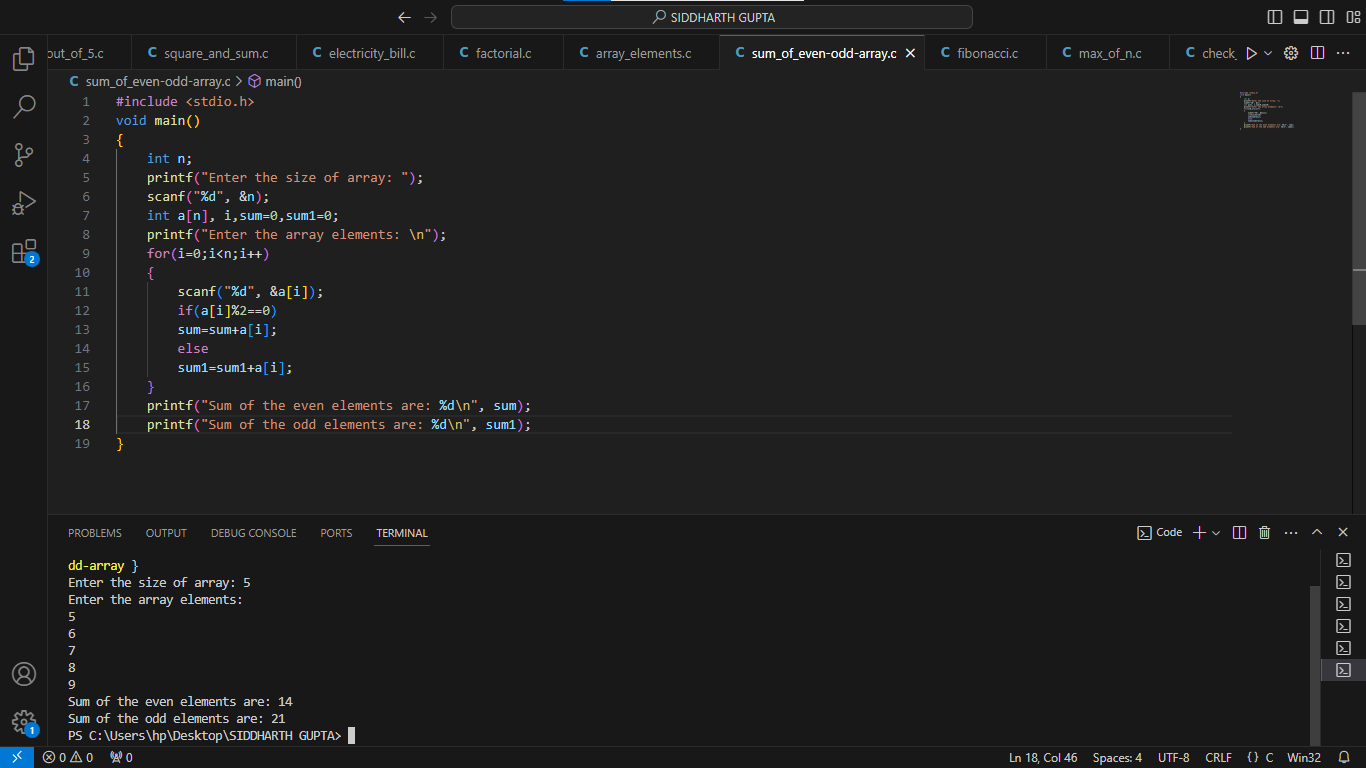 SIDDHARTH GUPTA
out_of_5.c
C square_and_sum.c
C electricity_bill.c
C factorial.c
C array_elements.c
C sum_of_even-odd-array.c
C fibonacci.c
C max_of_n.c
C check_
C sum_of_even-odd-array.c > main()
1 #include <stdio.h>
2 void main()
3 {
4 int n;
5 printf("Enter the size of array: ");
6 scanf("%d", &n);
7 int a[n], i,sum=0,sum1=0;
8 printf("Enter the array elements: \n");
9 for(i=0;i<n;i++)
10 {
11 scanf("%d", &a[i]);
12 if(a[i]%2==0)
13 sum=sum+a[i];
14 else
15 sum1=sum1+a[i];
16 }
17 printf("Sum of the even elements are: %d\n", sum);
18 printf("Sum of the odd elements are: %d\n", sum1);
19 }
2
1
PROBLEMS OUTPUT DEBUG CONSOLE PORTS TERMINAL
Code
dd-array }
Enter the size of array: 5
Enter the array elements:
5
6
7
8
9
Sum of the even elements are: 14
Sum of the odd elements are: 21
PS C:\Users\hp\Desktop\SIDDHARTH GUPTA>
0 0 0
Ln 18, Col 46 Spaces: 4 UTF-8 CRLF {} C Win32